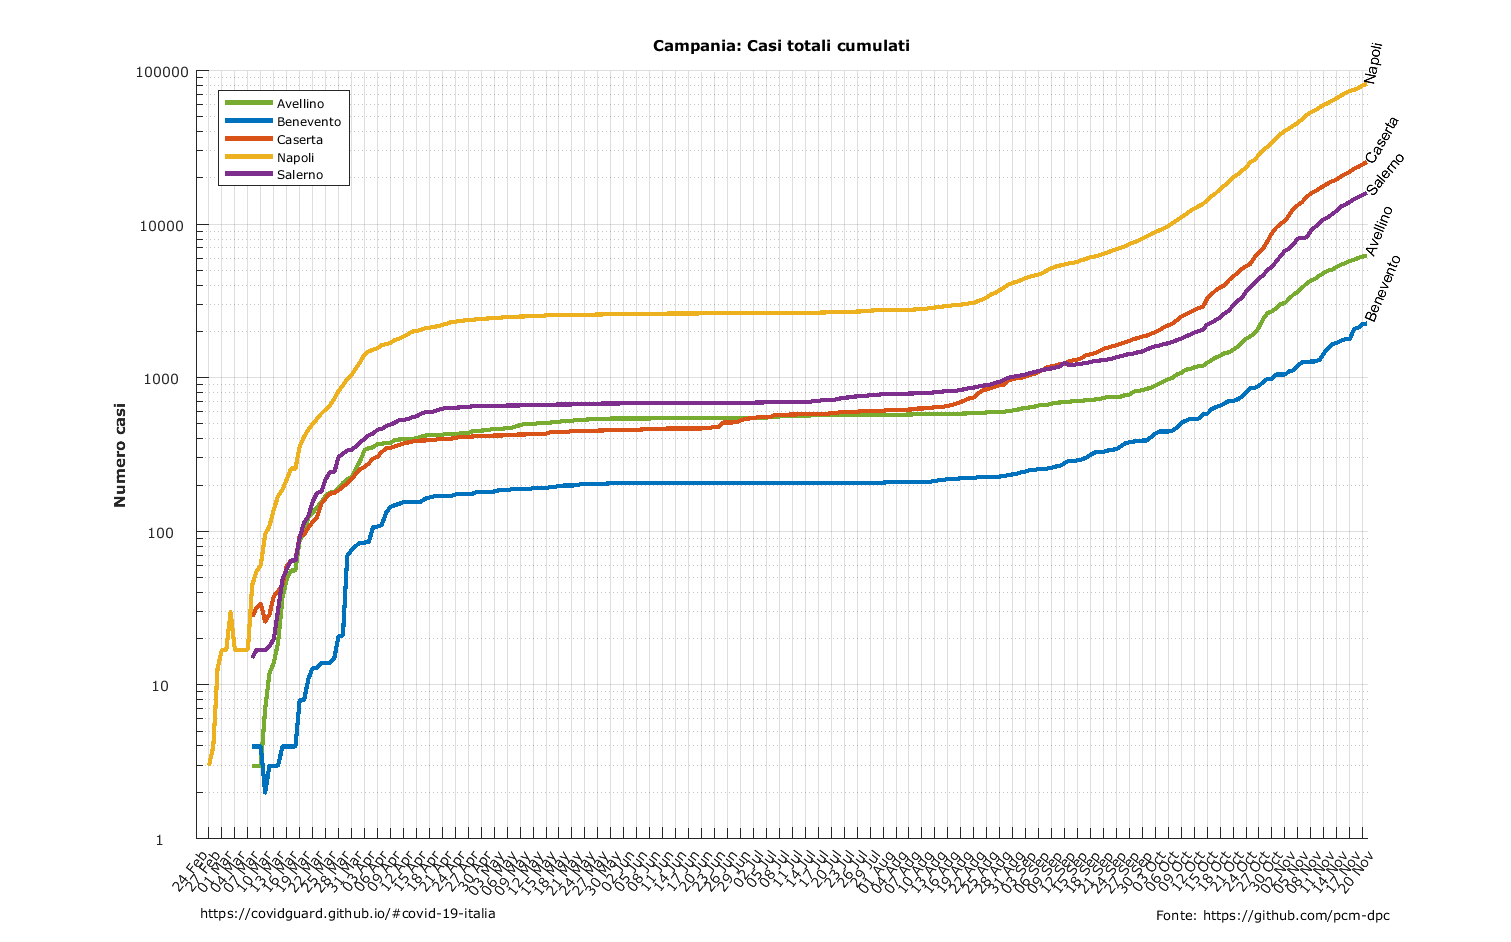 Campania: Casi totali cumulati
Numero casi
100000
10000
1000
100
10
1
Avellino
Benevento
Caserta
Napoli
Salerno
Napoli
Caserta
Salerno
Avellino
Benevento
24 Feb
27 Feb
01 Mar
04 Mar
07 Mar
10 Mar
13 Mar
16 Mar
19 Mar
22 Mar
25 Mar
28 Mar
31 Mar
03 Apr
06 Apr
09 Apr
12 Apr
15 Apr
18 Apr
21 Apr
24 Apr
27 Apr
30 Apr
03 May
06 May
09 May
12 May
15 May
18 May
21 May
24 May
27 May
30 May
02 Jun
05 Jun
08 Jun
11 Jun
14 Jun
17 Jun
20 Jun
23 Jun
26 Jun
29 Jun
02 Jul
05 Jul
08 Jul
11 Jul
14 Jul
17 Jul
20 Jul
23 Jul
26 Jul
29 Jul
01 Aug
04 Aug
07 Aug
10 Aug
13 Aug
16 Aug
19 Aug
22 Aug
25 Aug
28 Aug
31 Aug
03 Sep
06 Sep
09 Sep
12 Sep
15 Sep
18 Sep
21 Sep
24 Sep
27 Sep
30 Sep
03 Oct
06 Oct
09 Oct
12 Oct
15 Oct
18 Oct
21 Oct
24 Oct
27 Oct
30 Oct
02 Nov
05 Nov
08 Nov
11 Nov
14 Nov
17 Nov
20 Nov
https://covidguard.github.io/#covid-19-italia
Fonte: https://github.com/pcm-dpc